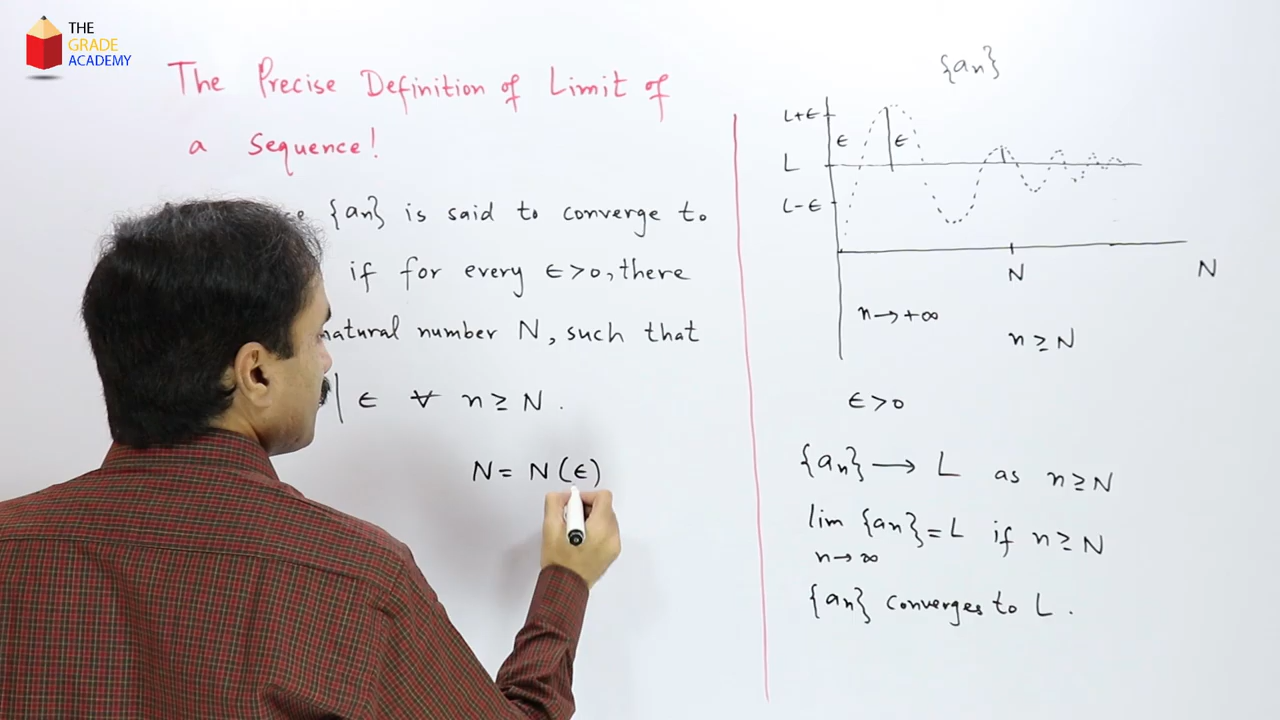 THE
GRADE
ACADEMY
The Precise Definition of Limit of
a Sequence!
{an} is said to converge to
if for every ϵ>0, there
natural number N, such that
| ϵ ∀ n ≥ N .
N = N(ϵ)
{an}
L+ϵ
ϵ ϵ
L
L-ϵ
N N
n→+∞
n ≥ N
ϵ > 0
{an} → L as n ≥ N
lim {an} = L if n ≥ N
n→∞
{an} converges to L .